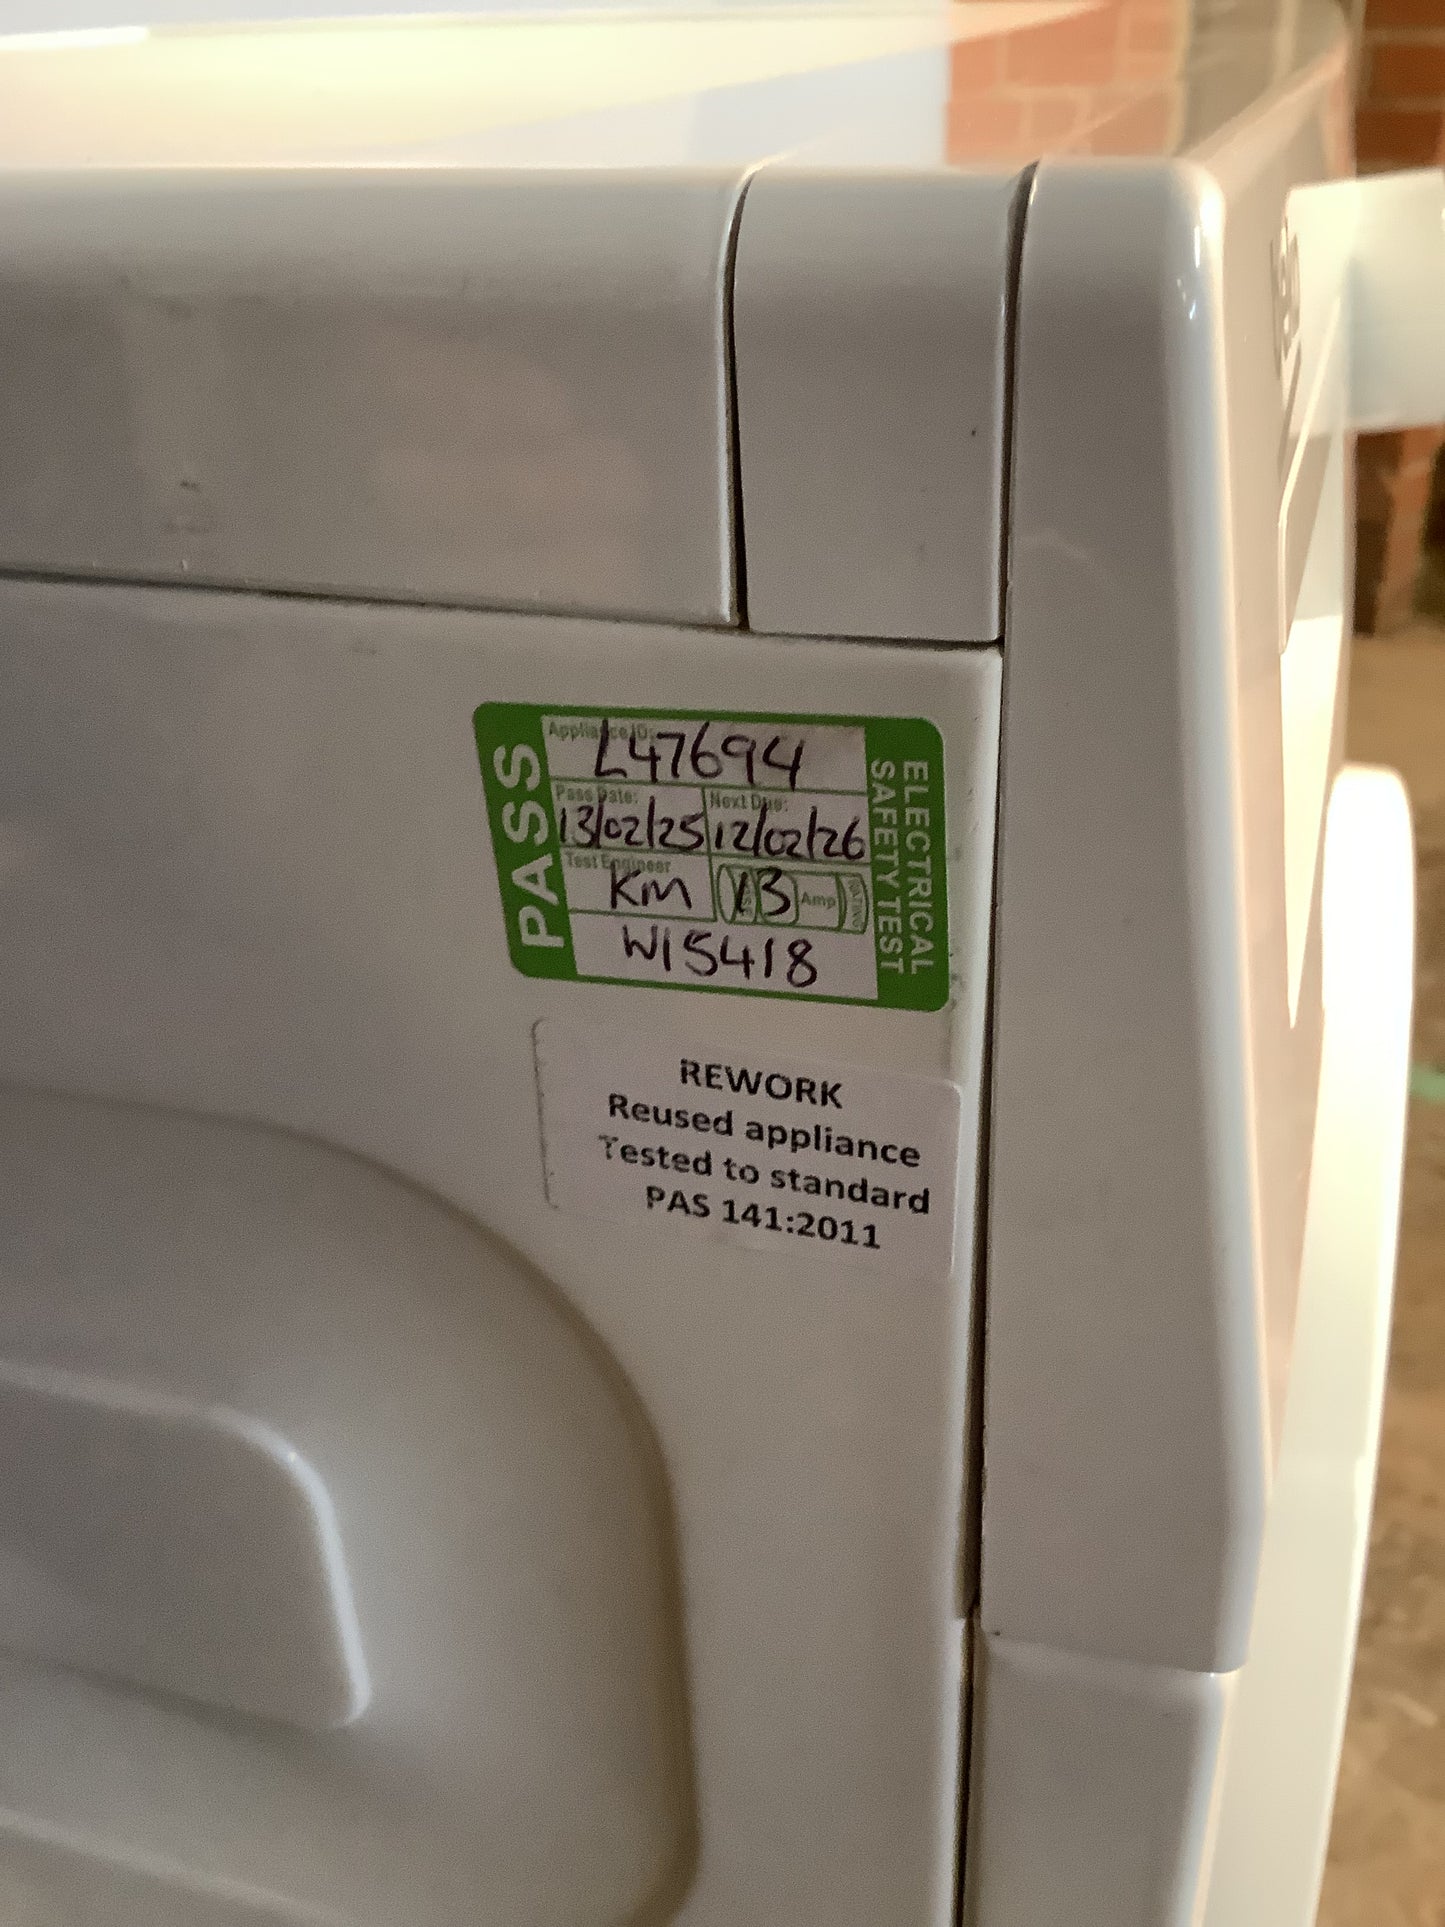 PASS
Appliance ID:
L47694
Pass Date: Next Due:
13/02/25 12/02/26
Test Engineer
KM 13 Amp
W15418
ELECTRICAL
SAFETY TEST
REWORK
Reused appliance
Tested to standard
PAS 141:2011